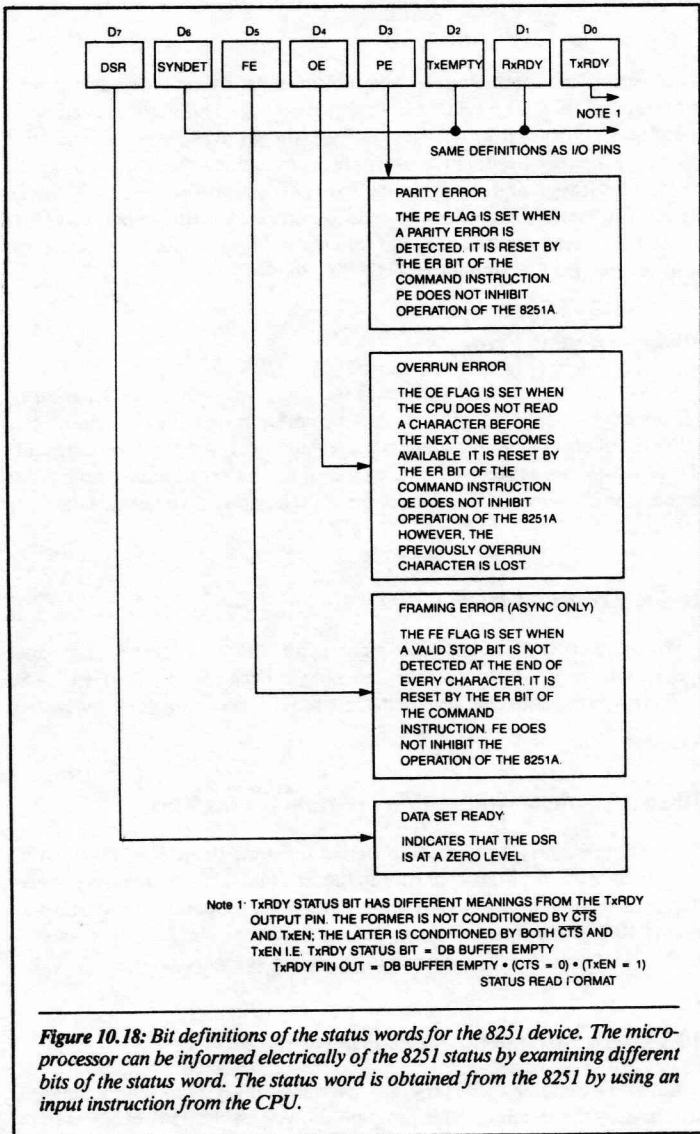 D7 D6 D5 D4 D3 D2 D1 D0
DSR SYNDET FE OE PE TxEMPTY RxRDY TxRDY
NOTE 1
SAME DEFINITIONS AS I/O PINS
PARITY ERROR
THE PE FLAG IS SET WHEN
A PARITY ERROR IS
DETECTED. IT IS RESET BY
THE ER BIT OF THE
COMMAND INSTRUCTION
PE DOES NOT INHIBIT
OPERATION OF THE 8251A.
OVERRUN ERROR
THE OE FLAG IS SET WHEN
THE CPU DOES NOT READ
A CHARACTER BEFORE
THE NEXT ONE BECOMES
AVAILABLE IT IS RESET BY
THE ER BIT OF THE
COMMAND INSTRUCTION
OE DOES NOT INHIBIT
OPERATION OF THE 8251A
HOWEVER, THE
PREVIOUSLY OVERRUN
CHARACTER IS LOST
FRAMING ERROR (ASYNC ONLY)
THE FE FLAG IS SET WHEN
A VALID STOP BIT IS NOT
DETECTED AT THE END OF
EVERY CHARACTER. IT IS
RESET BY THE ER BIT OF
THE COMMAND
INSTRUCTION. FE DOES
NOT INHIBIT THE
OPERATION OF THE 8251A.
DATA SET READY
INDICATES THAT THE DSR
IS AT A ZERO LEVEL
Note 1: TxRDY STATUS BIT HAS DIFFERENT MEANINGS FROM THE TxRDY
OUTPUT PIN. THE FORMER IS NOT CONDITIONED BY C̅T̅S̅
AND TxEN; THE LATTER IS CONDITIONED BY BOTH C̅T̅S̅ AND
TxEN I.E. TxRDY STATUS BIT = DB BUFFER EMPTY
TxRDY PIN OUT = DB BUFFER EMPTY • (CTS = 0) • (TxEN = 1)
STATUS READ FORMAT
Figure 10.18: Bit definitions of the status words for the 8251 device. The micro-
processor can be informed electrically of the 8251 status by examining different
bits of the status word. The status word is obtained from the 8251 by using an
input instruction from the CPU.